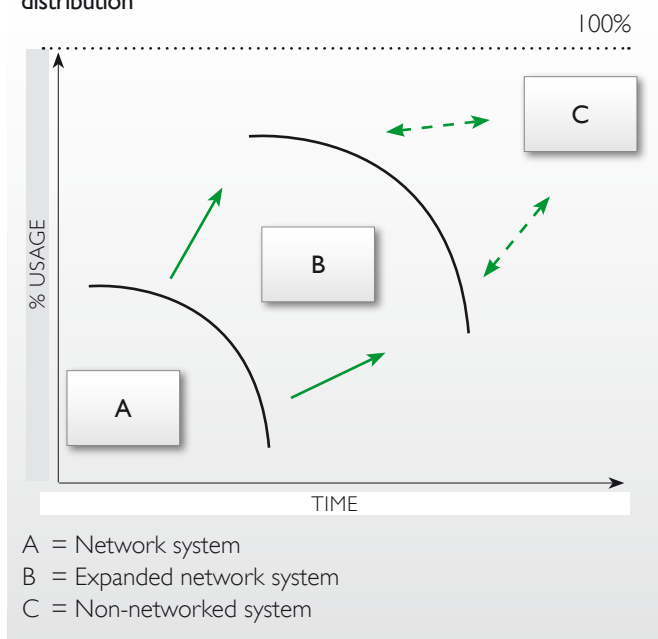 distribution
100%
% USAGE
C
B
A
TIME
A = Network system
B = Expanded network system
C = Non-networked system